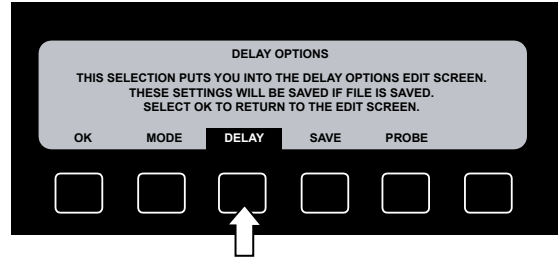 DELAY OPTIONS
THIS SELECTION PUTS YOU INTO THE DELAY OPTIONS EDIT SCREEN.
THESE SETTINGS WILL BE SAVED IF FILE IS SAVED.
SELECT OK TO RETURN TO THE EDIT SCREEN.
OK MODE DELAY SAVE PROBE